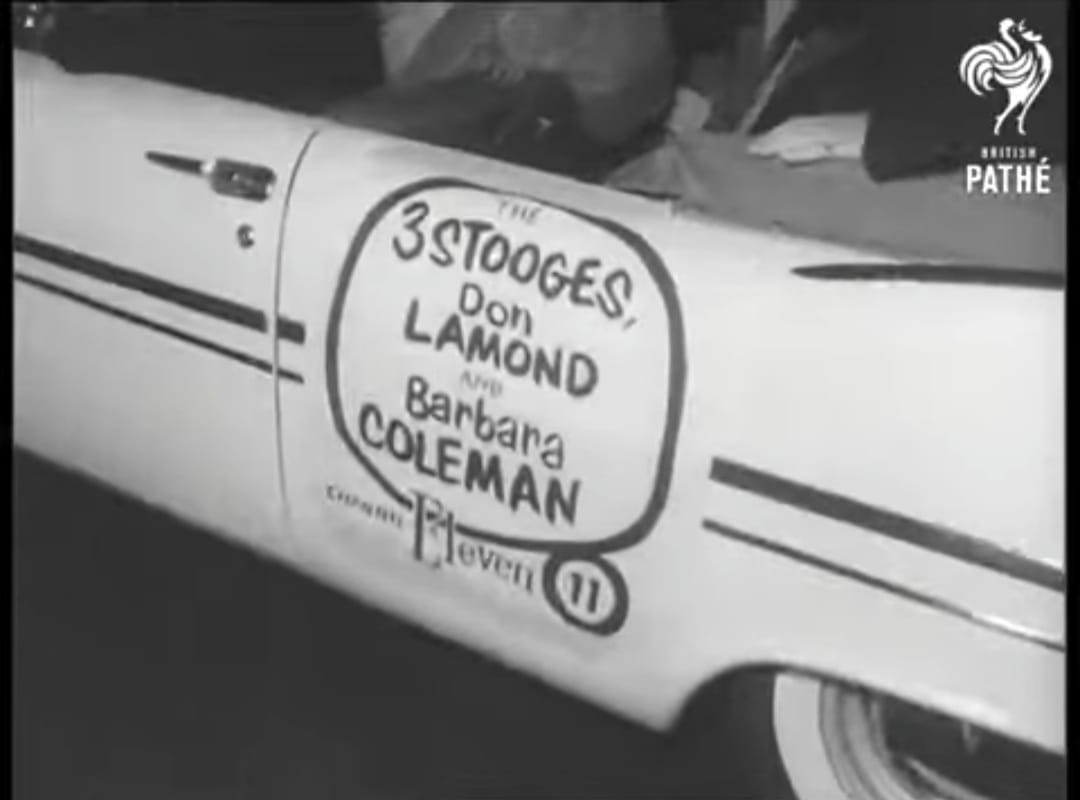 BRITISH
PATHÉ
THE
3 STOOGES,
Don
LAMOND
AND
Barbara
COLEMAN
Eleven 11